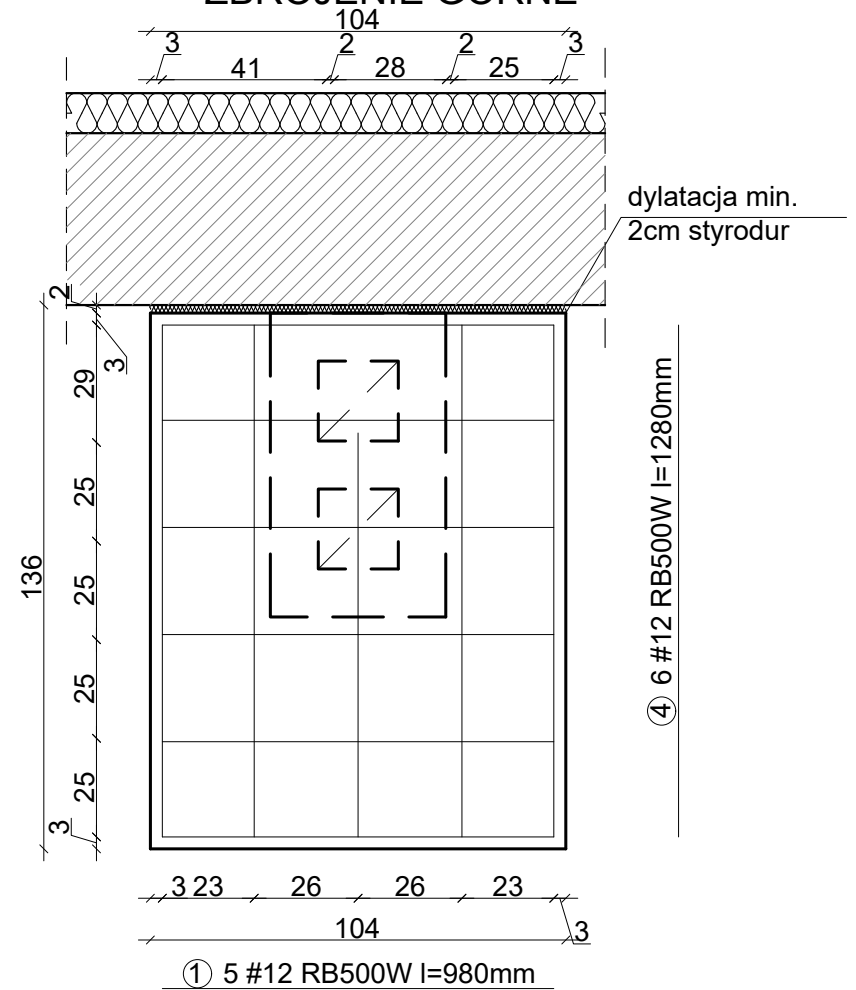 ZBROJENIE GÓRNE
104
3 2 2 3
41 28 25
dylatacja min.
2cm styrodur
2
3
29
25
25
25
25
3
136
④ 6 #12 RB500W l=1280mm
3 23 26 26 23
104 3
① 5 #12 RB500W l=980mm